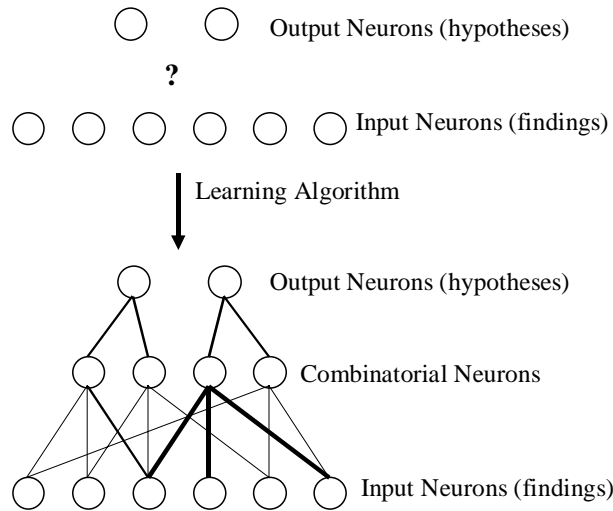 Output Neurons (hypotheses)
?
Input Neurons (findings)
Learning Algorithm
Output Neurons (hypotheses)
Combinatorial Neurons
Input Neurons (findings)